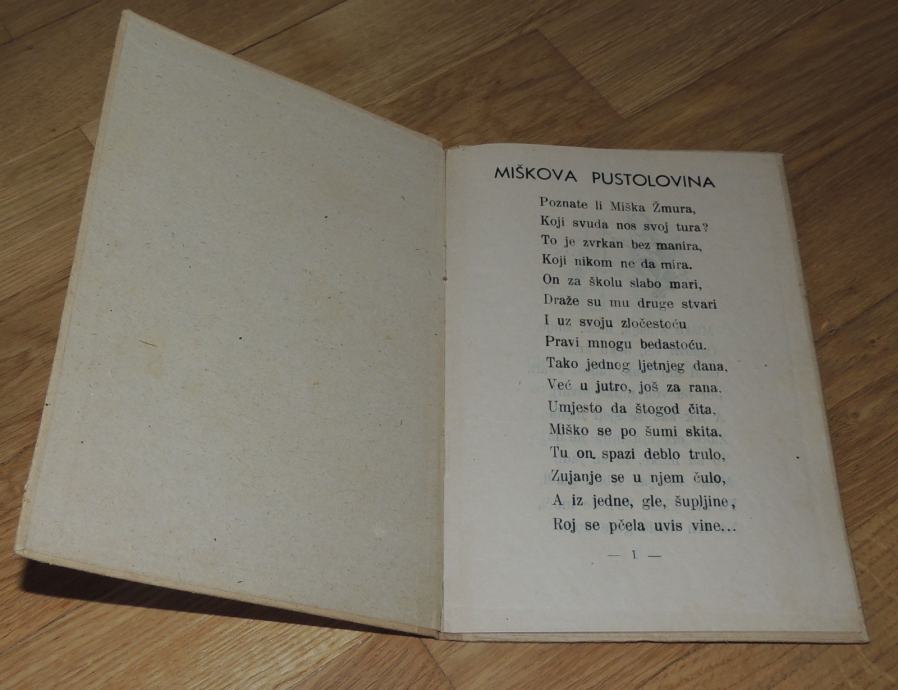 MIŠKOVA PUSTOLOVINA
Poznate li Miška Žmura,
Koji svuda nos svoj tura?
To je zvrkan bez manira,
Koji nikom ne da mira.
On za školu slabo mari,
Draže su mu druge stvari
I uz svoju zločestoću
Pravi mnogu bedastoću.
Tako jednog ljetnjeg dana,
Već u jutro, još za rana,
Umjesto da štogod čita,
Miško se po šumi skita.
Tu on, spazi deblo trulo,
Zujanje se u njem čulo,
A iz jedne, gle, šupljine,
Roj se pčela uvis vine...
— 1 —